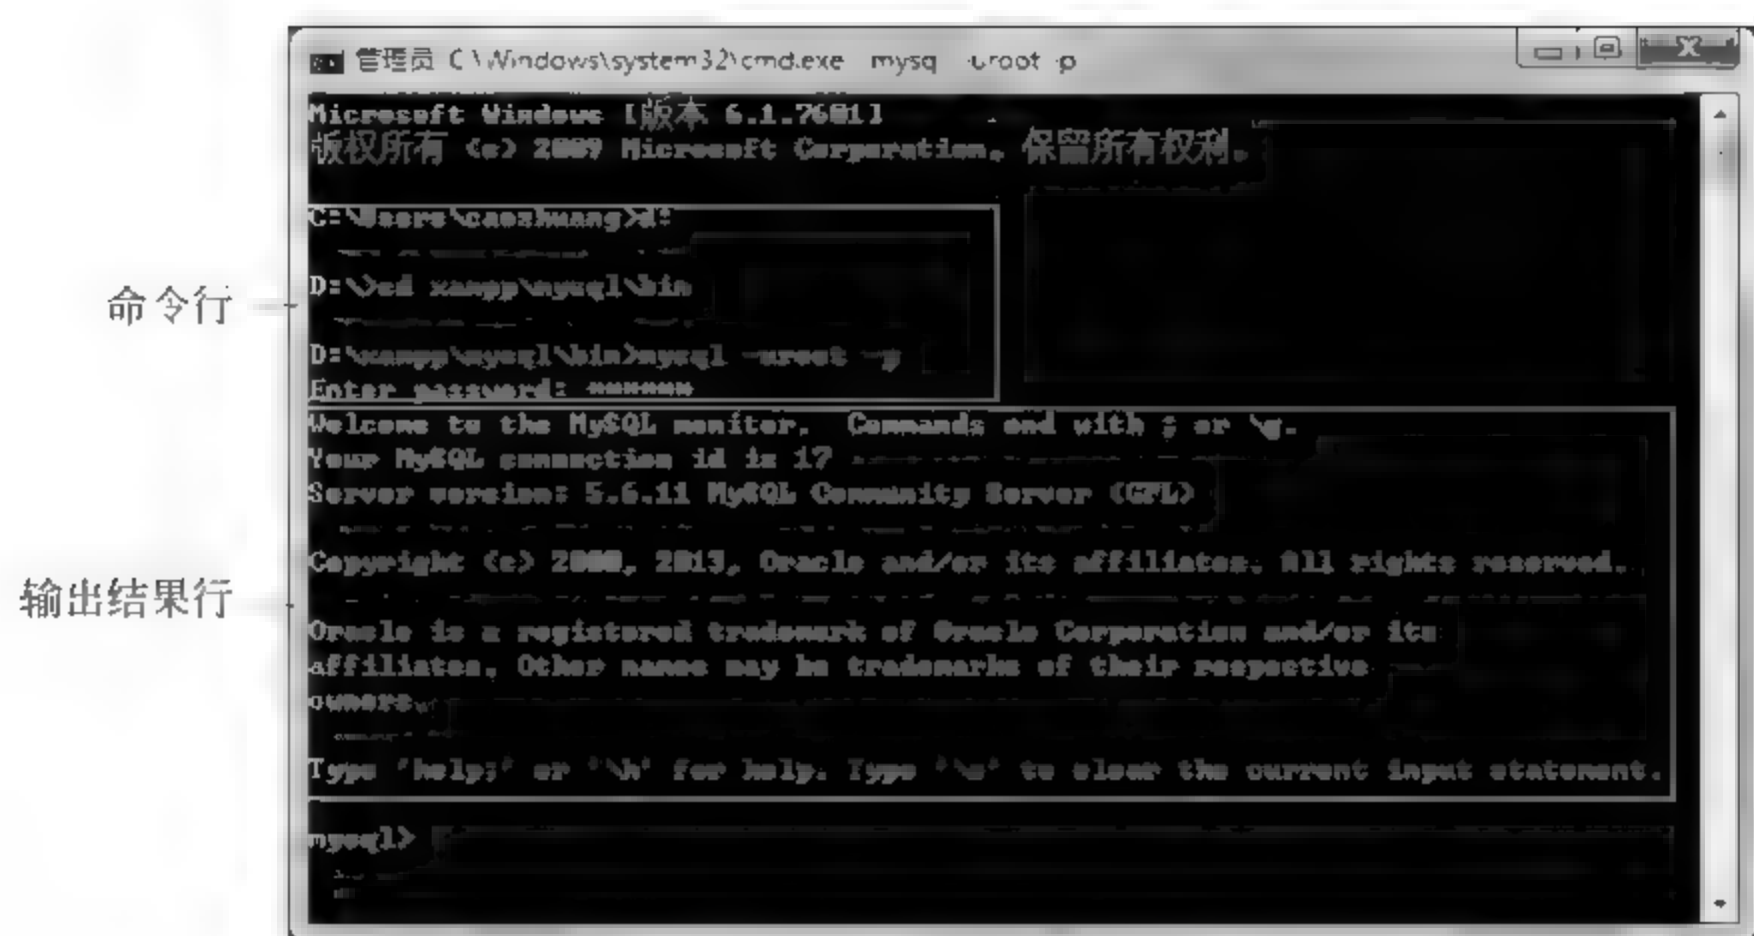 管理员 C:\Windows\system32\cmd.exe mysql -uroot -p
Microsoft Windows [版本 6.1.7601]
版权所有 (c) 2009 Microsoft Corporation。保留所有权利。
C:\Users\caozhuang>d:
D:\>cd xampp\mysql\bin
命令行
D:\xampp\mysql\bin>mysql -uroot -p
Enter password: ******
Welcome to the MySQL monitor.  Commands end with ; or \g.
Your MySQL connection id is 17
Server version: 5.6.11 MySQL Community Server (GPL)
Copyright (c) 2000, 2013, Oracle and/or its affiliates. All rights reserved.
输出结果行
Oracle is a registered trademark of Oracle Corporation and/or its
affiliates. Other names may be trademarks of their respective
owners.
Type 'help;' or '\h' for help. Type '\c' to clear the current input statement.
mysql>